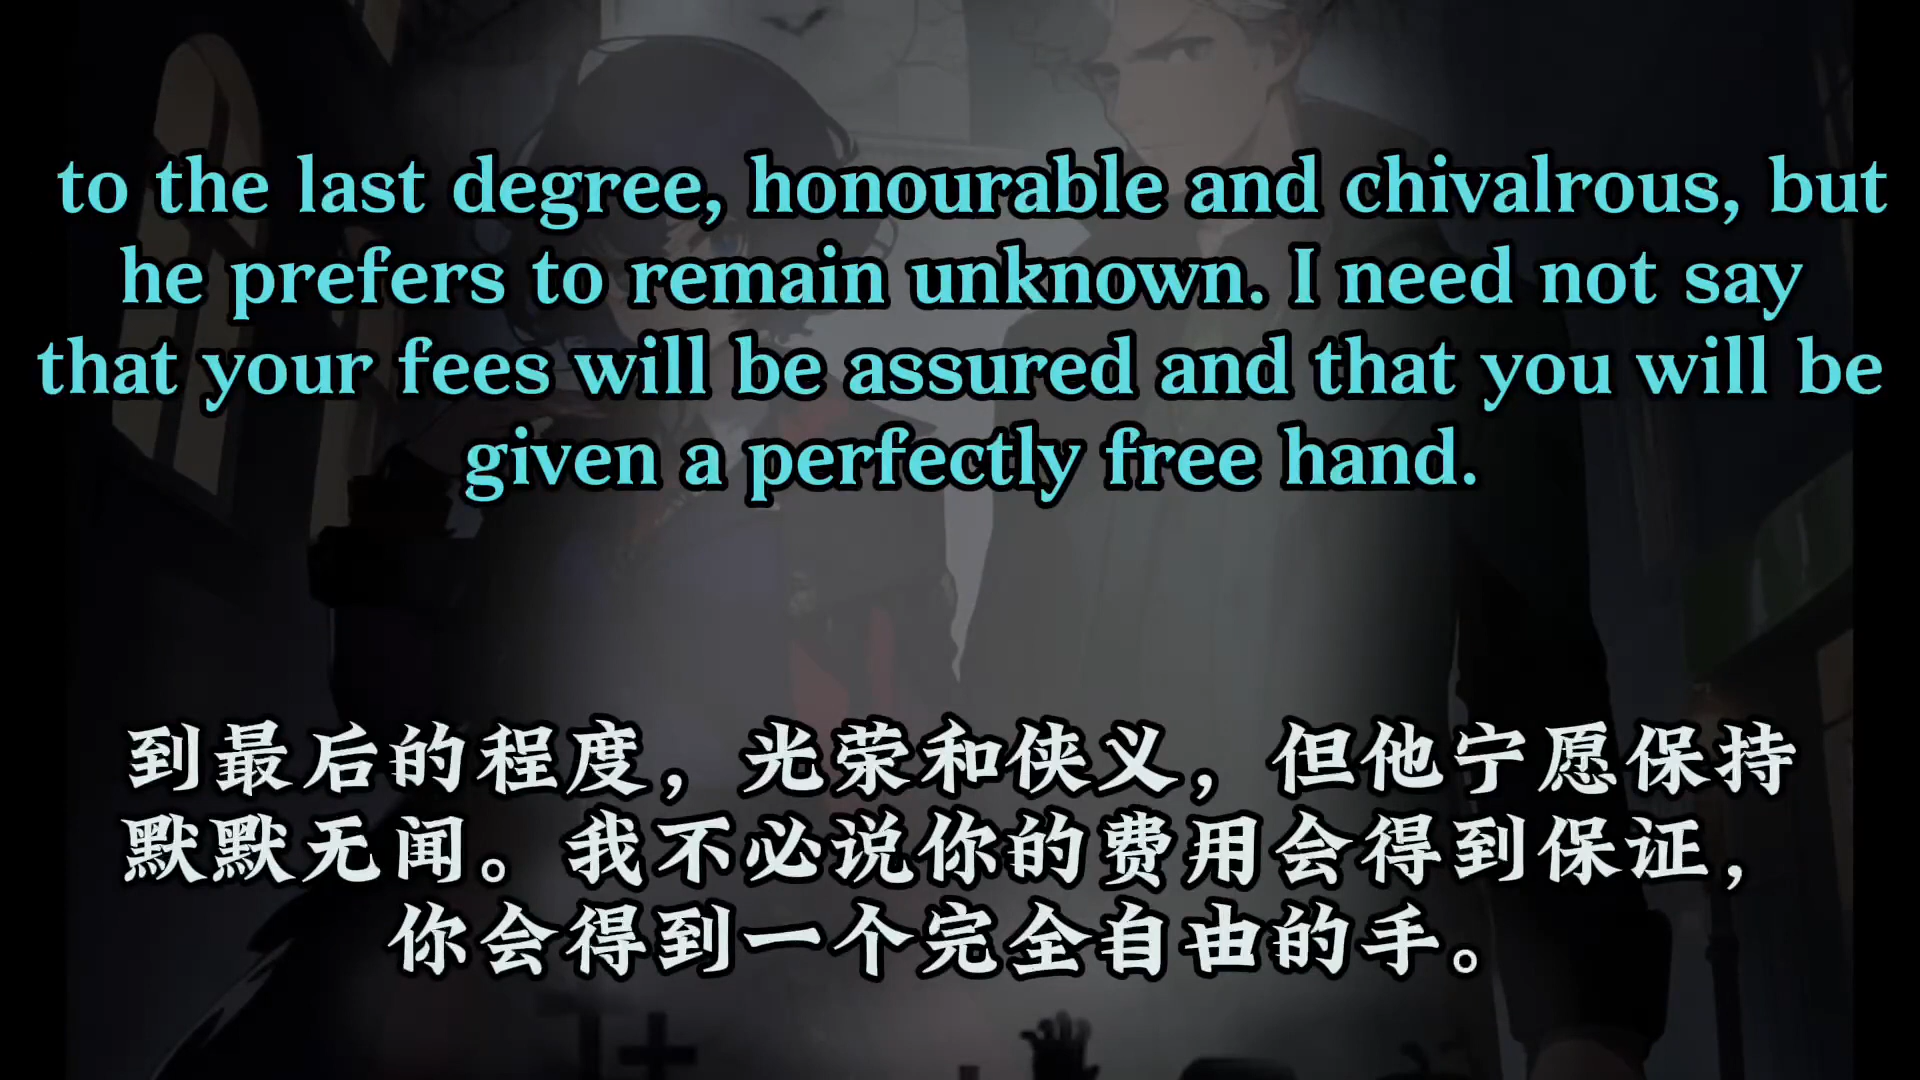 to the last degree, honourable and chivalrous, but
he prefers to remain unknown. I need not say
that your fees will be assured and that you will be
given a perfectly free hand.
到最后的程度，光荣和侠义，但他宁愿保持
默默无闻。我不必说你的费用会得到保证，
你会得到一个完全自由的手。